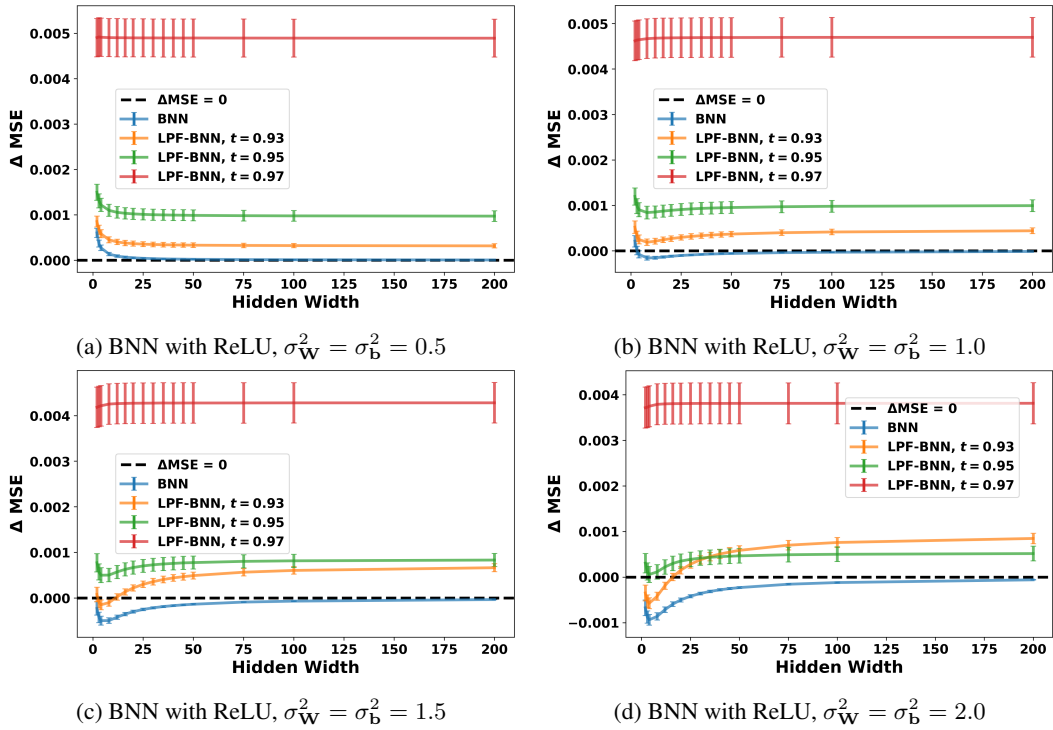 0.005
0.004
0.003
0.002
0.001
0.000
Δ MSE
ΔMSE = 0
BNN
LPF-BNN, t = 0.93
LPF-BNN, t = 0.95
LPF-BNN, t = 0.97
0 25 50 75 100 125 150 175 200
Hidden Width
(a) BNN with ReLU, σ²_W = σ²_b = 0.5
0.005
0.004
0.003
0.002
0.001
0.000
Δ MSE
ΔMSE = 0
BNN
LPF-BNN, t = 0.93
LPF-BNN, t = 0.95
LPF-BNN, t = 0.97
0 25 50 75 100 125 150 175 200
Hidden Width
(b) BNN with ReLU, σ²_W = σ²_b = 1.0
0.004
0.003
0.002
0.001
0.000
Δ MSE
ΔMSE = 0
BNN
LPF-BNN, t = 0.93
LPF-BNN, t = 0.95
LPF-BNN, t = 0.97
0 25 50 75 100 125 150 175 200
Hidden Width
(c) BNN with ReLU, σ²_W = σ²_b = 1.5
0.004
0.003
0.002
0.001
0.000
−0.001
Δ MSE
ΔMSE = 0
BNN
LPF-BNN, t = 0.93
LPF-BNN, t = 0.95
LPF-BNN, t = 0.97
0 25 50 75 100 125 150 175 200
Hidden Width
(d) BNN with ReLU, σ²_W = σ²_b = 2.0